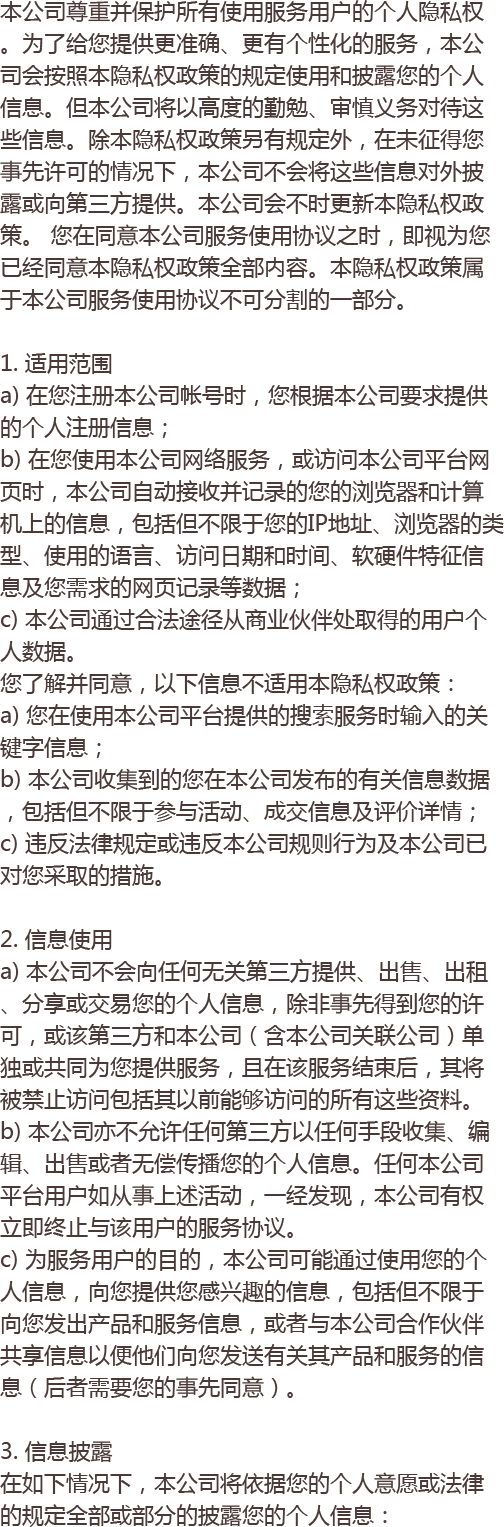 本公司尊重并保护所有使用服务用户的个人隐私权
。为了给您提供更准确、更有个性化的服务，本公
司会按照本隐私权政策的规定使用和披露您的个人
信息。但本公司将以高度的勤勉、审慎义务对待这
些信息。除本隐私权政策另有规定外，在未征得您
事先许可的情况下，本公司不会将这些信息对外披
露或向第三方提供。本公司会不时更新本隐私权政
策。 您在同意本公司服务使用协议之时，即视为您
已经同意本隐私权政策全部内容。本隐私权政策属
于本公司服务使用协议不可分割的一部分。
1. 适用范围
a) 在您注册本公司帐号时，您根据本公司要求提供
的个人注册信息；
b) 在您使用本公司网络服务，或访问本公司平台网
页时，本公司自动接收并记录的您的浏览器和计算
机上的信息，包括但不限于您的IP地址、浏览器的类
型、使用的语言、访问日期和时间、软硬件特征信
息及您需求的网页记录等数据；
c) 本公司通过合法途径从商业伙伴处取得的用户个
人数据。
您了解并同意，以下信息不适用本隐私权政策：
a) 您在使用本公司平台提供的搜索服务时输入的关
键字信息；
b) 本公司收集到的您在本公司发布的有关信息数据
，包括但不限于参与活动、成交信息及评价详情；
c) 违反法律规定或违反本公司规则行为及本公司已
对您采取的措施。
2. 信息使用
a) 本公司不会向任何无关第三方提供、出售、出租
、分享或交易您的个人信息，除非事先得到您的许
可，或该第三方和本公司（含本公司关联公司）单
独或共同为您提供服务，且在该服务结束后，其将
被禁止访问包括其以前能够访问的所有这些资料。
b) 本公司亦不允许任何第三方以任何手段收集、编
辑、出售或者无偿传播您的个人信息。任何本公司
平台用户如从事上述活动，一经发现，本公司有权
立即终止与该用户的服务协议。
c) 为服务用户的目的，本公司可能通过使用您的个
人信息，向您提供您感兴趣的信息，包括但不限于
向您发出产品和服务信息，或者与本公司合作伙伴
共享信息以便他们向您发送有关其产品和服务的信
息（后者需要您的事先同意）。
3. 信息披露
在如下情况下，本公司将依据您的个人意愿或法律
的规定全部或部分的披露您的个人信息：